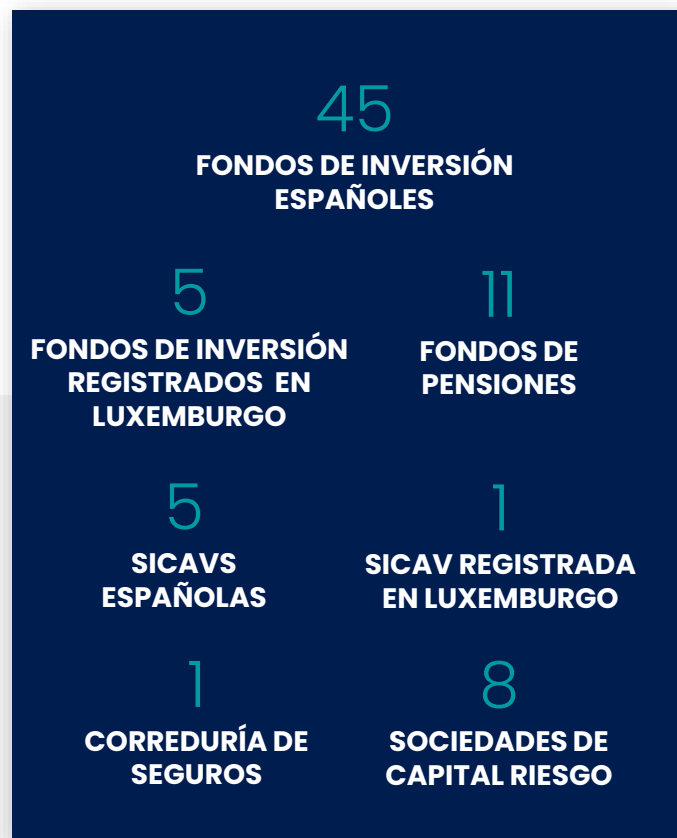 45
FONDOS DE INVERSIÓN
ESPAÑOLES
5
FONDOS DE INVERSIÓN
REGISTRADOS EN
LUXEMBURGO
11
FONDOS DE
PENSIONES
5
SICAVS
ESPAÑOLAS
1
SICAV REGISTRADA
EN LUXEMBURGO
1
CORREDURÍA DE
SEGUROS
8
SOCIEDADES DE
CAPITAL RIESGO